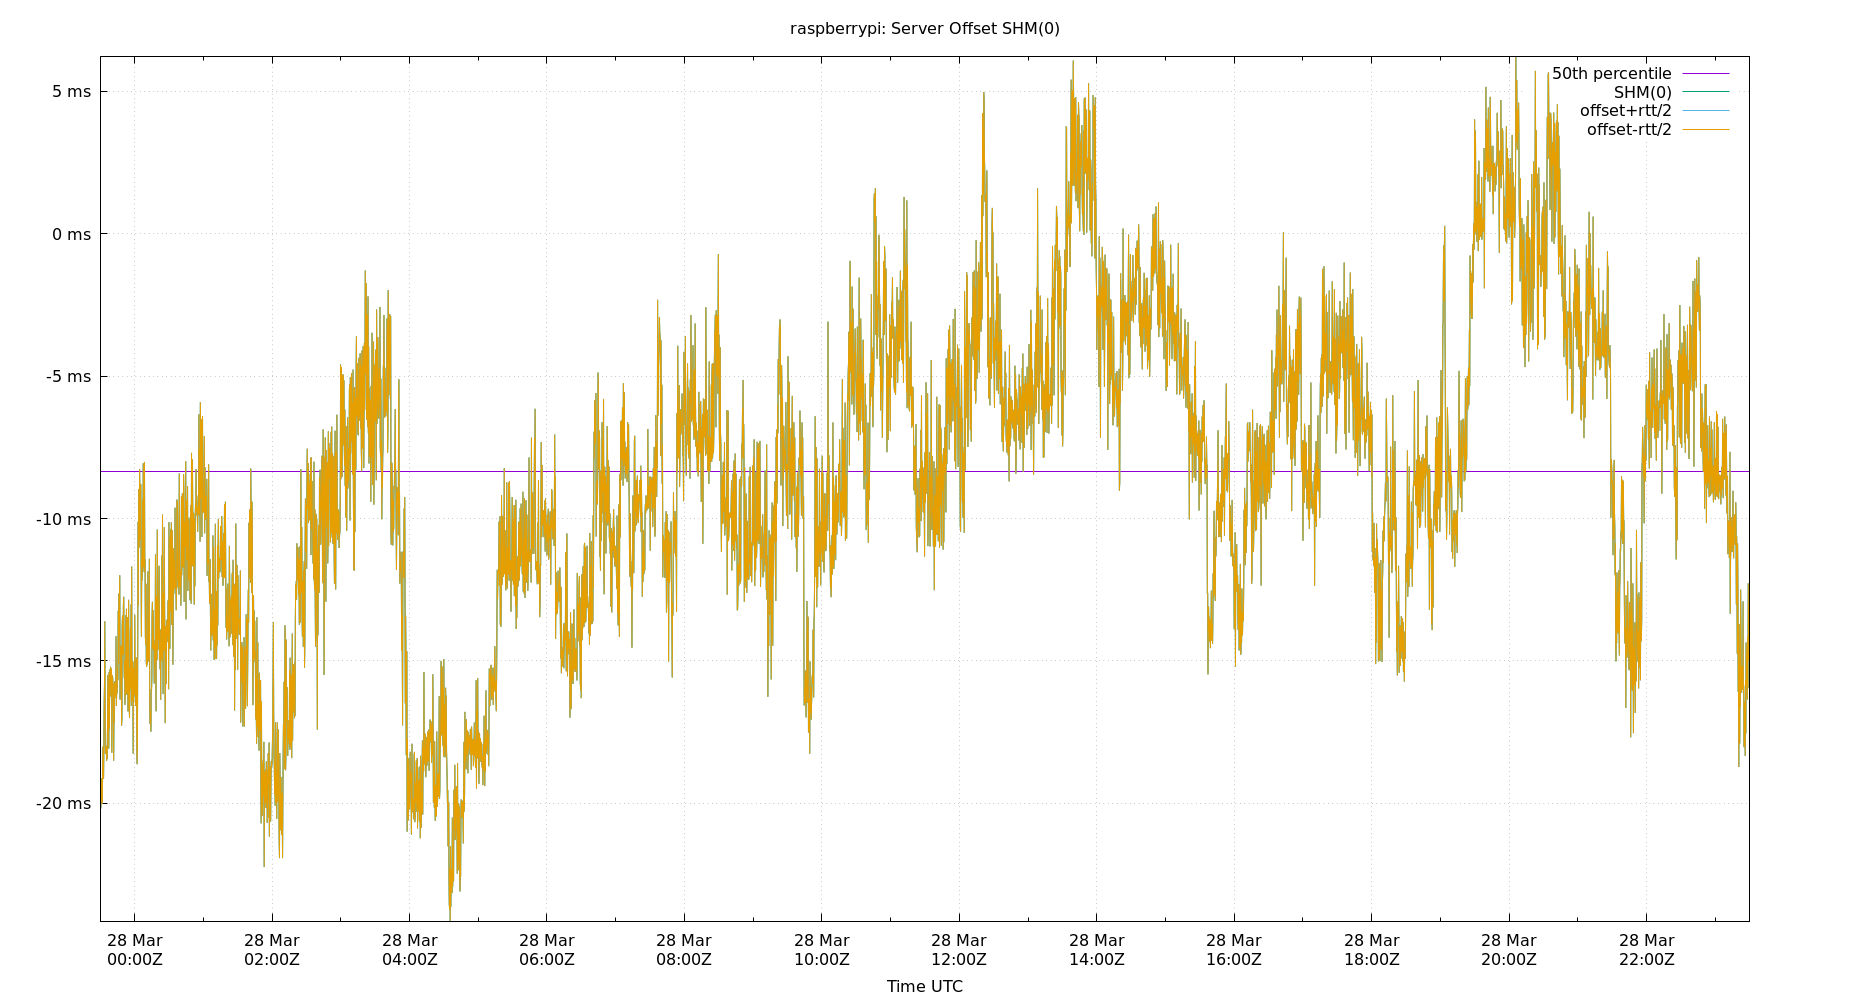 raspberrypi: Server Offset SHM(0)
50th percentile
SHM(0)
offset+rtt/2
offset-rtt/2
5 ms
0 ms
-5 ms
-10 ms
-15 ms
-20 ms
28 Mar 28 Mar 28 Mar 28 Mar 28 Mar 28 Mar 28 Mar 28 Mar 28 Mar 28 Mar 28 Mar 28 Mar
00:00Z 02:00Z 04:00Z 06:00Z 08:00Z 10:00Z 12:00Z 14:00Z 16:00Z 18:00Z 20:00Z 22:00Z
Time UTC